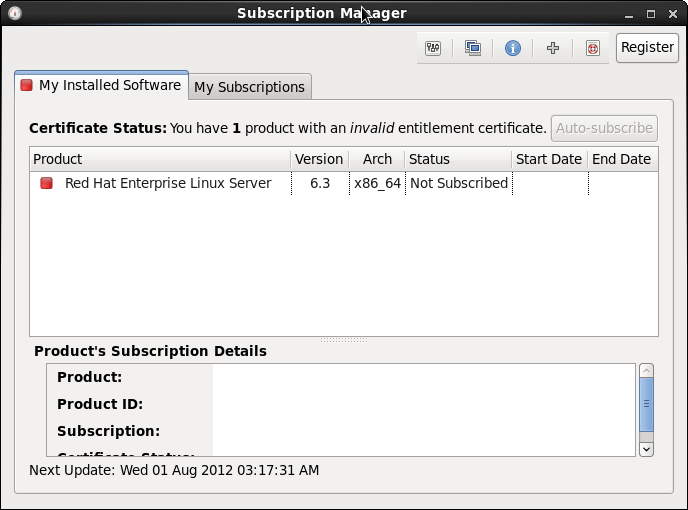 Subscription Manager
Register
My Installed Software My Subscriptions
Certificate Status: You have 1 product with an invalid entitlement certificate. Auto-subscribe
Product Version Arch Status Start Date End Date
Red Hat Enterprise Linux Server 6.3 x86_64 Not Subscribed
Product's Subscription Details
Product:
Product ID:
Subscription:
Certificate Status:
Next Update: Wed 01 Aug 2012 03:17:31 AM